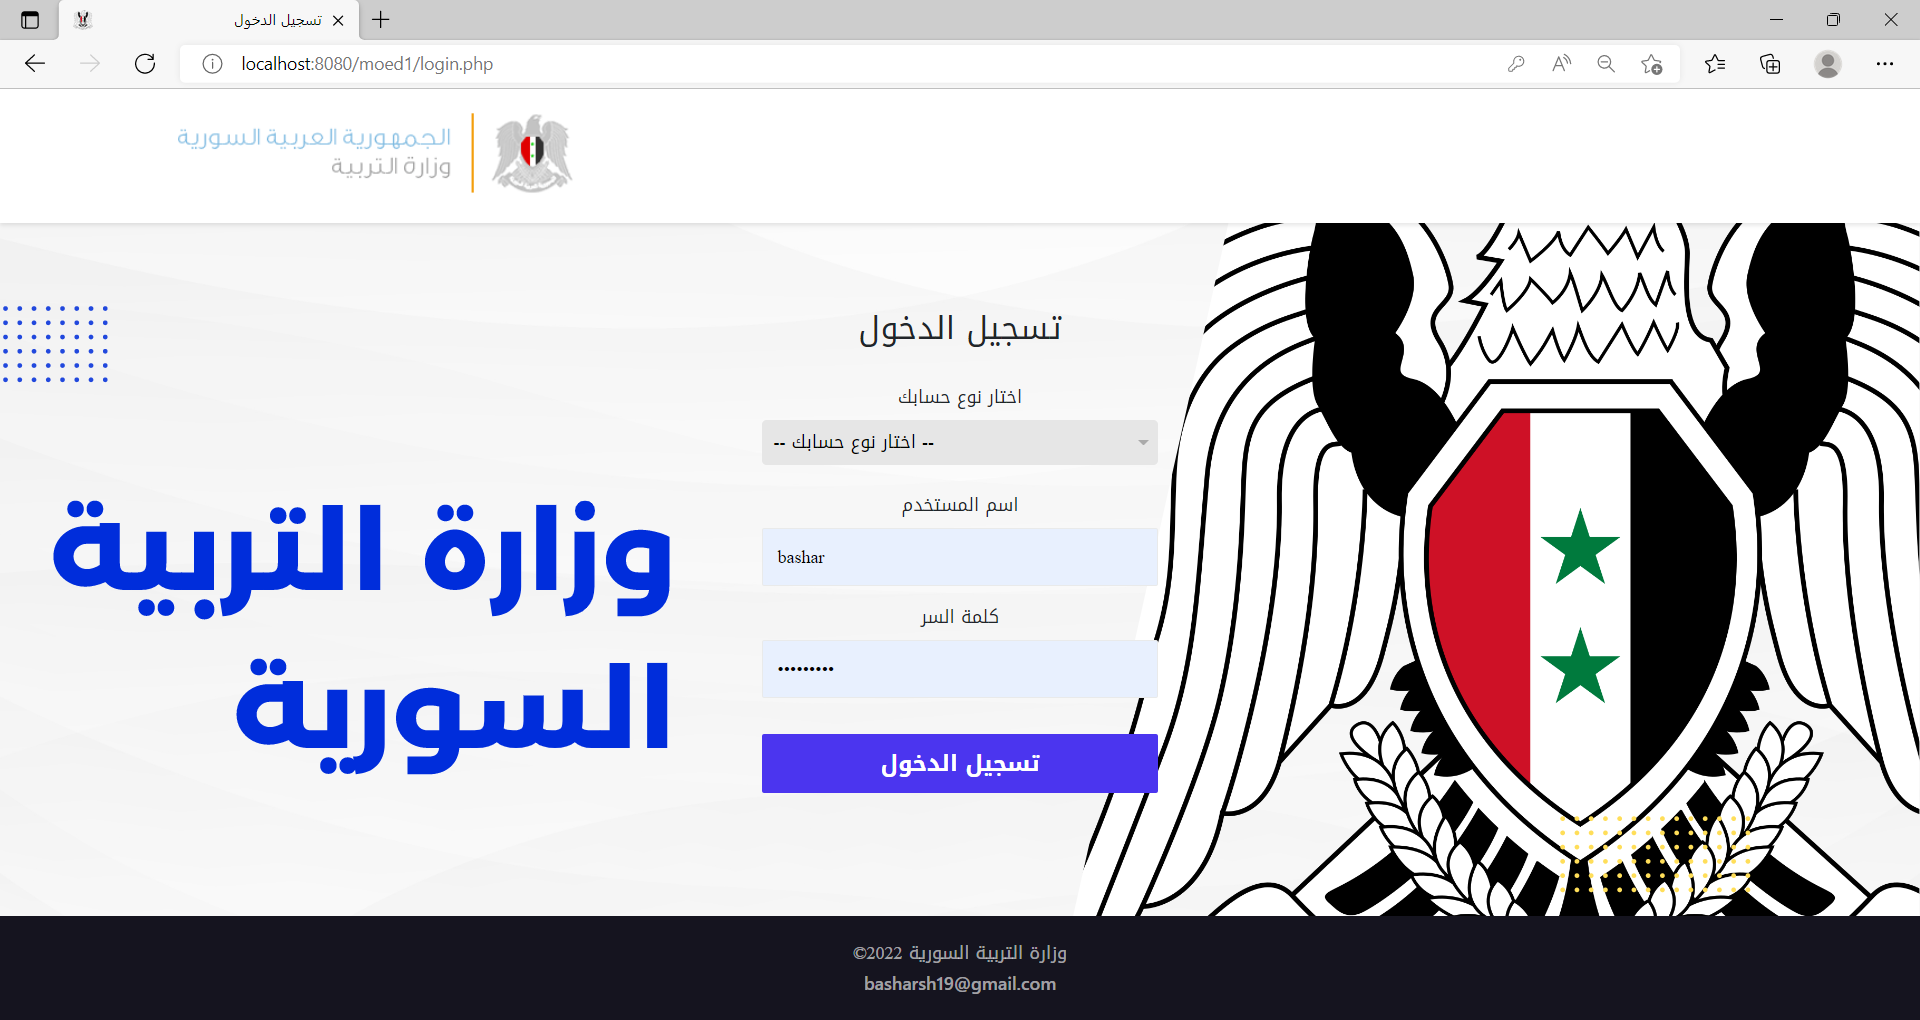 تسجيل الدخول
localhost:8080/moed1/login.php
الجمهورية العربية السورية
وزارة التربية
تسجيل الدخول
اختار نوع حسابك
-- اختار نوع حسابك --
اسم المستخدم
bashar
كلمة السر
•••••••••
تسجيل الدخول
وزارة التربية
السورية
وزارة التربية السورية 2022©
basharsh19@gmail.com